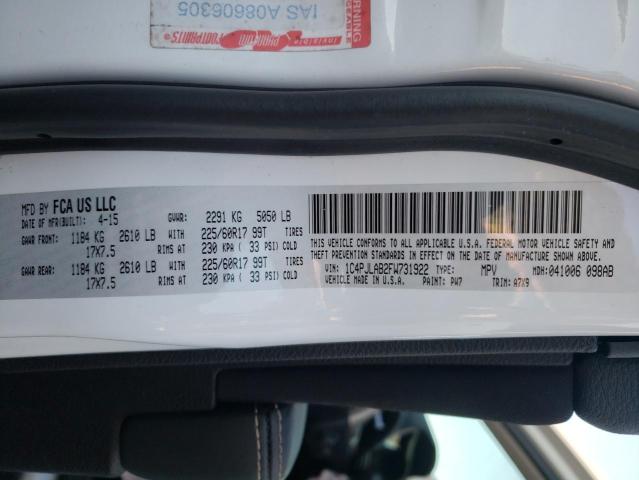 WARNING
IAS A08606305
PHANTOM
FOOTPRINTS
MFD BY FCA US LLC
DATE OF MFR(BUILT): 4-15 GVWR: 2291 KG 5050 LB
GAWR FRONT: 1184 KG 2610 LB WITH 225/60R17 99T TIRES
17X7.5 RIMS AT 230 KPA ( 33 PSI) COLD
GAWR REAR: 1184 KG 2610 LB WITH 225/60R17 99T TIRES
17X7.5 RIMS AT 230 KPA ( 33 PSI) COLD
THIS VEHICLE CONFORMS TO ALL APPLICABLE U.S.A. FEDERAL MOTOR VEHICLE SAFETY AND
THEFT PREVENTION STANDARDS IN EFFECT ON THE DATE OF MANUFACTURE SHOWN ABOVE.
VIN: 1C4PJLAB2FW731922 TYPE: MPV MDH:041006 098AB
VEHICLE MADE IN U.S.A. PAINT: PW7 TRIM: A7X9